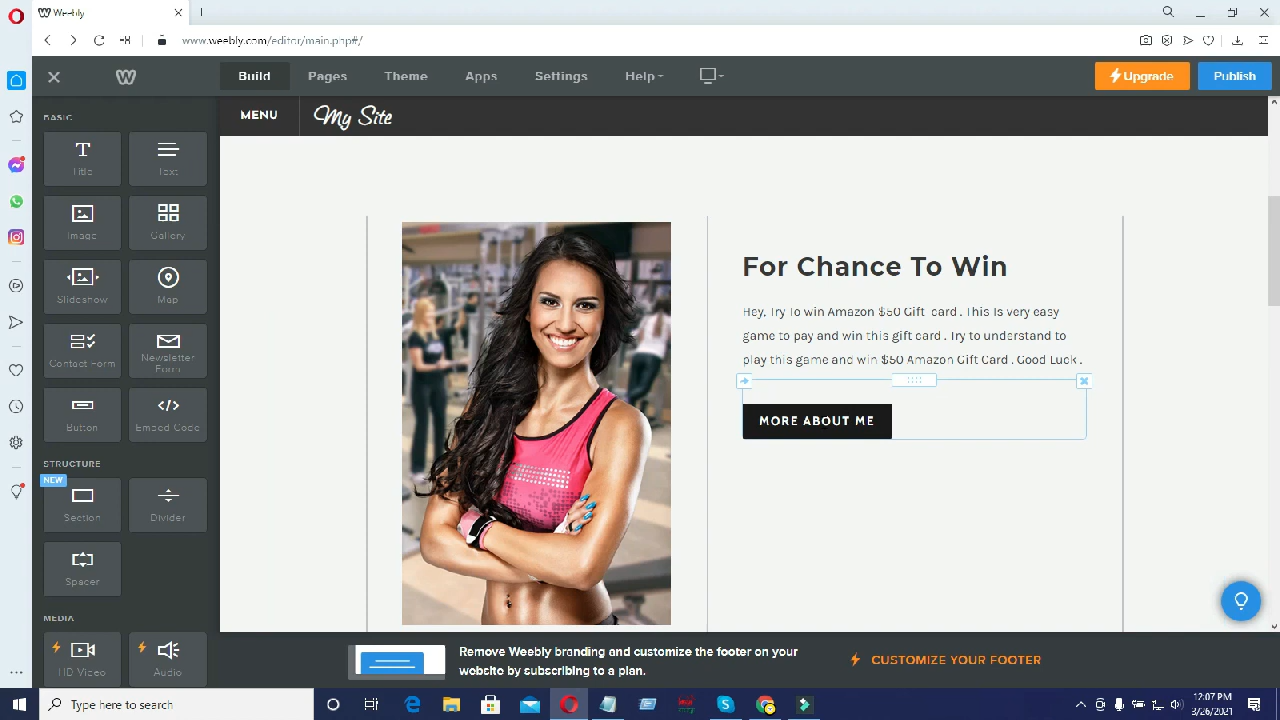 Weebly
www.weebly.com/editor/main.php#/
Build
Pages
Theme
Apps
Settings
Help
Upgrade
Publish
BASIC
Title
Text
Image
Gallery
Slideshow
Map
Contact Form
Newsletter
Form
Button
Embed Code
STRUCTURE
NEW
Section
Divider
Spacer
MEDIA
HD Video
Audio
MENU
My Site
For Chance To Win
Hey, Try To win Amazon $50 Gift card . This Is very easy
game to pay and win this gift card . Try to understand to
play this game and win $50 Amazon Gift Card . Good Luck .
MORE ABOUT ME
Remove Weebly branding and customize the footer on your
website by subscribing to a plan.
CUSTOMIZE YOUR FOOTER
Type here to search
12:07 PM
3/26/2021